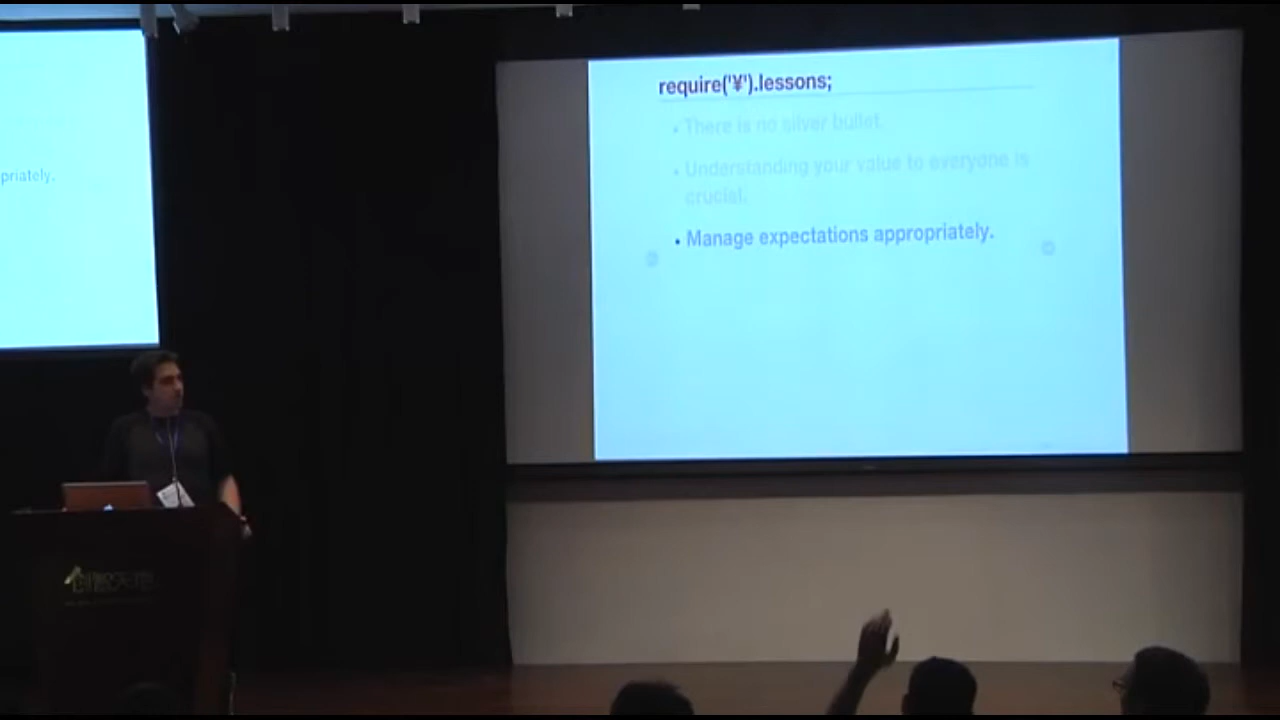 priately.
require('¥').lessons;
• There is no silver bullet.
• Understanding your value to everyone is
crucial.
• Manage expectations appropriately.